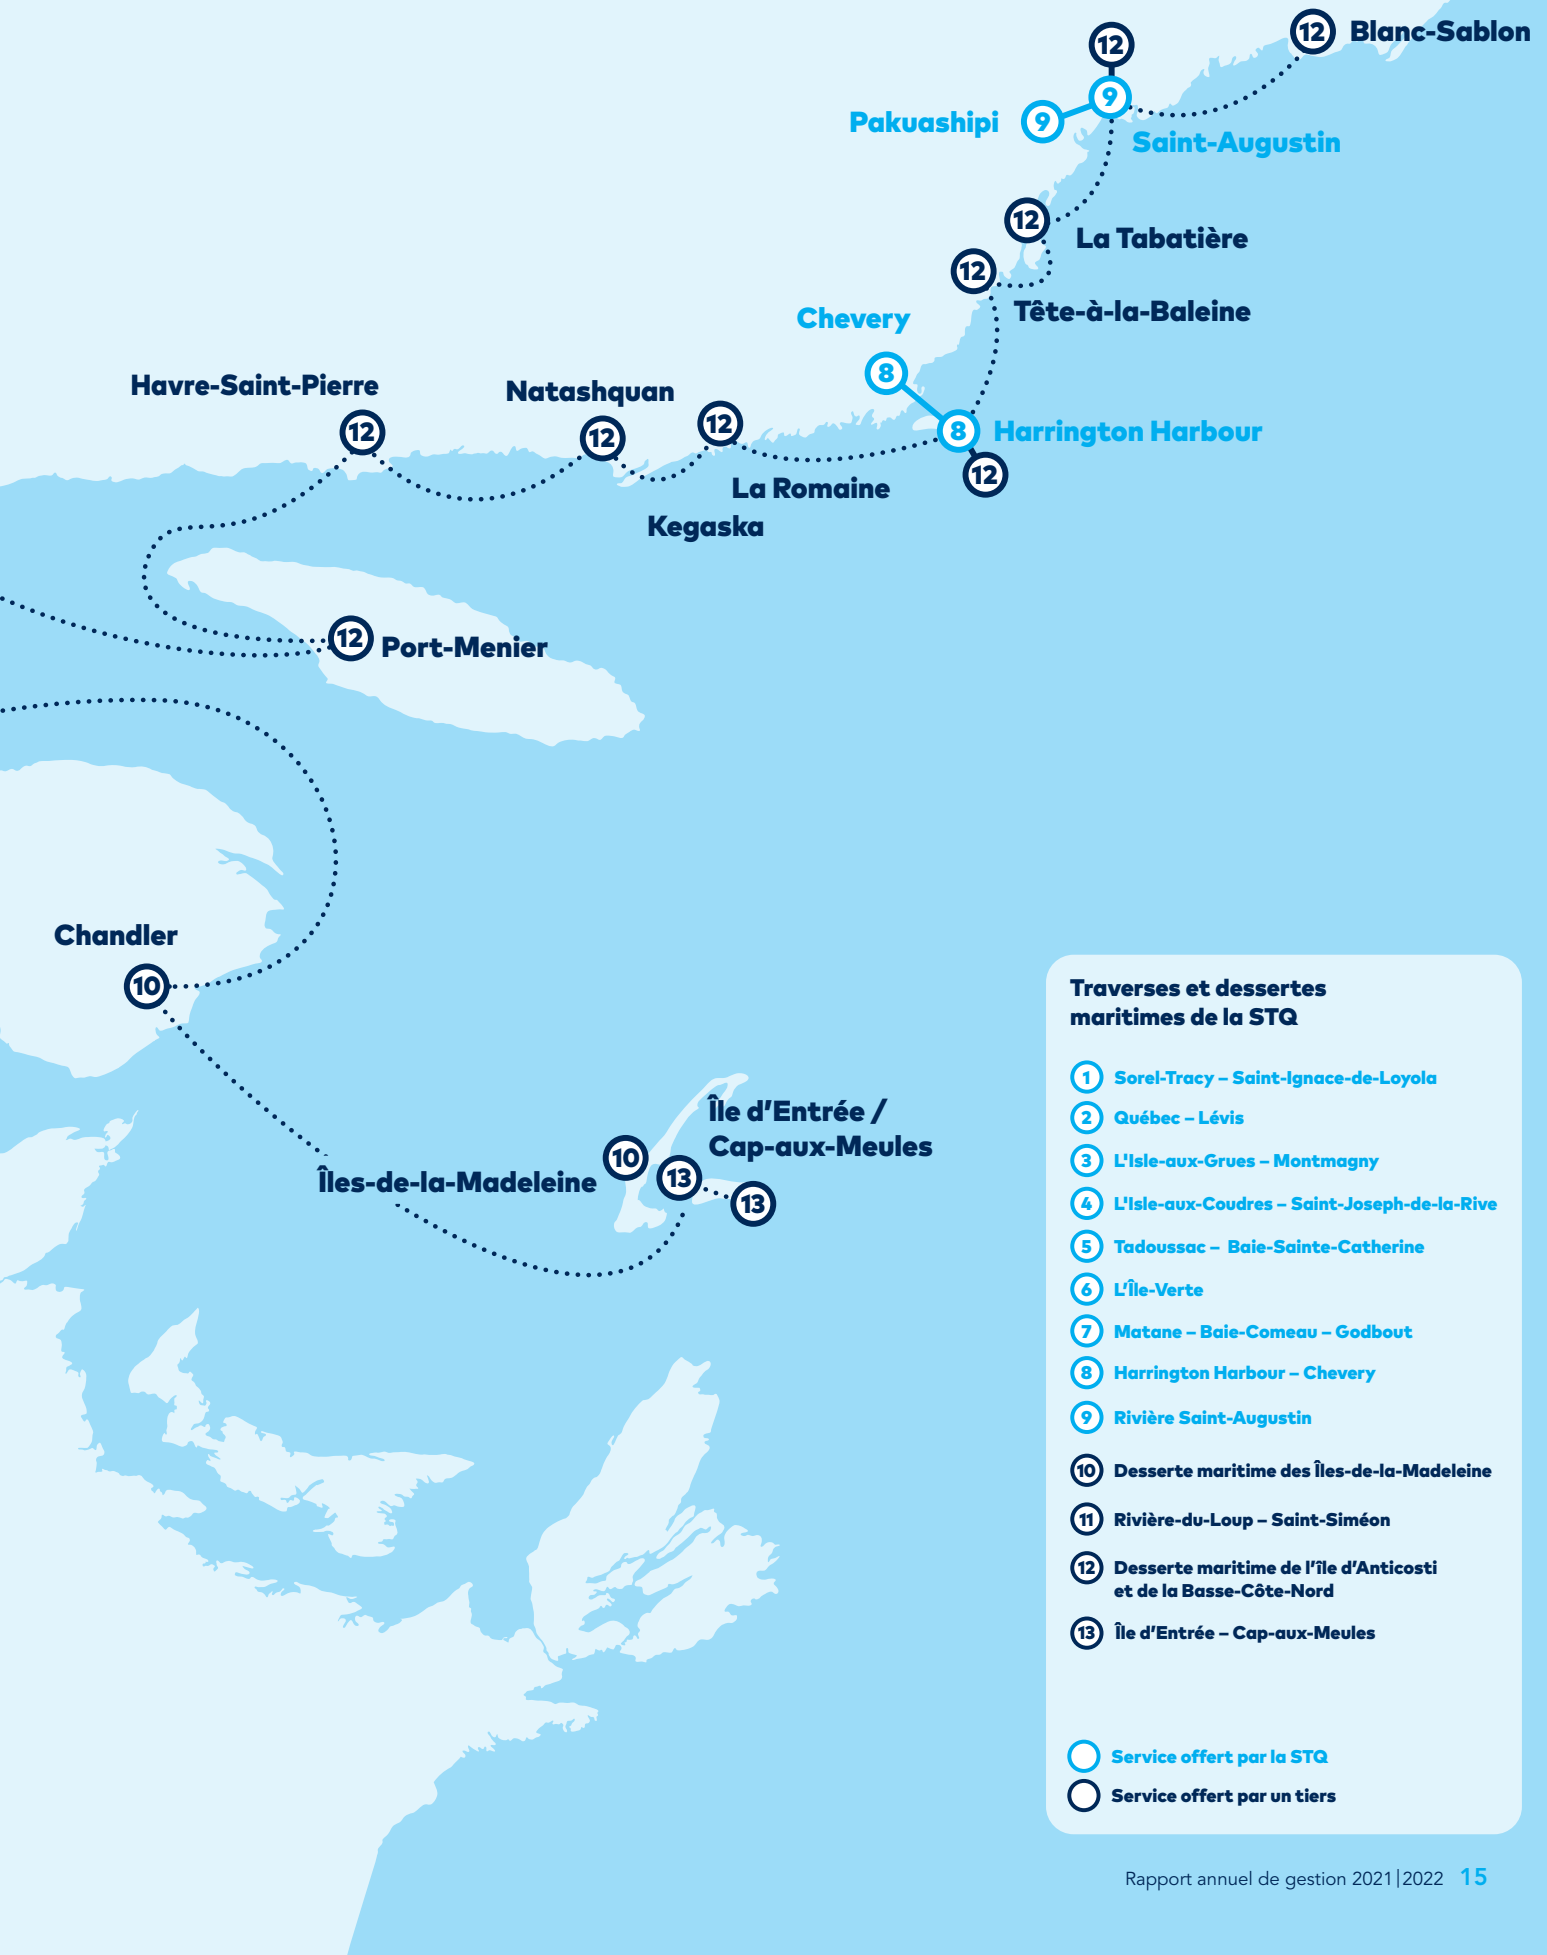 12 Blanc-Sablon
12
9
Pakuashipi 9
Saint-Augustin
12
La Tabatière
12
Tête-à-la-Baleine
Chevery
8
Havre-Saint-Pierre
Natashquan
12
12
12
8 Harrington Harbour
12
La Romaine
Kegaska
12 Port-Menier
Chandler
10
Île d’Entrée /
Cap-aux-Meules
10
Îles-de-la-Madeleine
13
13
Traverses et dessertes
maritimes de la STQ
1 Sorel-Tracy – Saint-Ignace-de-Loyola
2 Québec – Lévis
3 L'Isle-aux-Grues – Montmagny
4 L'Isle-aux-Coudres – Saint-Joseph-de-la-Rive
5 Tadoussac – Baie-Sainte-Catherine
6 L’Île-Verte
7 Matane – Baie-Comeau – Godbout
8 Harrington Harbour – Chevery
9 Rivière Saint-Augustin
10 Desserte maritime des Îles-de-la-Madeleine
11 Rivière-du-Loup – Saint-Siméon
12 Desserte maritime de l’île d’Anticosti
et de la Basse-Côte-Nord
13 Île d’Entrée – Cap-aux-Meules
Service offert par la STQ
Service offert par un tiers
Rapport annuel de gestion 2021|2022 15